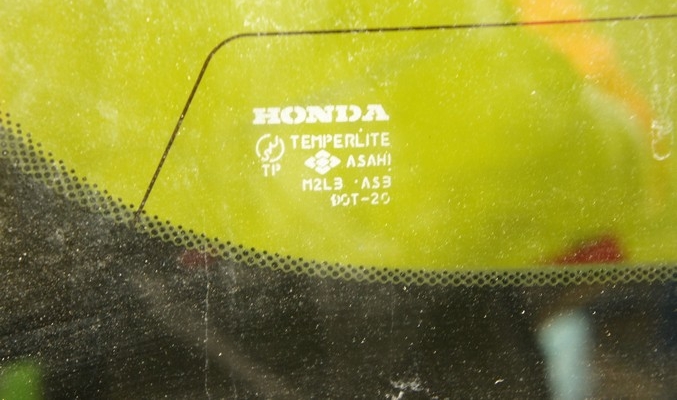 HONDA
TEMPERLITE
TP
ASAHI
M2L3 · AS3
DOT-20